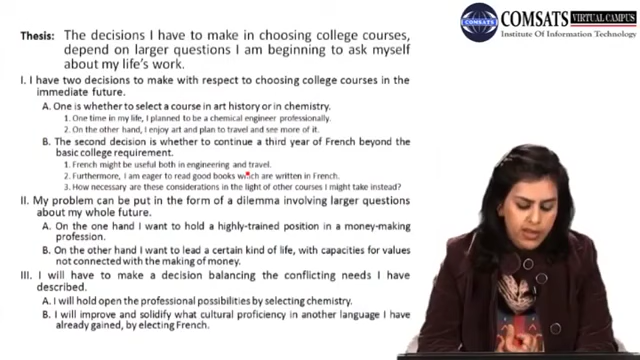 COMSATS VIRTUAL CAMPUS
Institute Of Information Technology
Thesis: The decisions I have to make in choosing college courses,
depend on larger questions I am beginning to ask myself
about my life's work.
I. I have two decisions to make with respect to choosing college courses in the
immediate future.
A. One is whether to select a course in art history or in chemistry.
1. One time in my life, I planned to be a chemical engineer professionally.
2. On the other hand, I enjoy art and plan to travel and see more of it.
B. The second decision is whether to continue a third year of French beyond the
basic college requirement.
1. French might be useful both in engineering and travel.
2. Furthermore, I am eager to read good books which are written in French.
3. How necessary are these considerations in the light of other courses I might take instead?
II. My problem can be put in the form of a dilemma involving larger questions
about my whole future.
A. On the one hand I want to hold a highly-trained position in a money-making
profession.
B. On the other hand I want to lead a certain kind of life, with capacities for values
not connected with the making of money.
III. I will have to make a decision balancing the conflicting needs I have
described.
A. I will hold open the professional possibilities by selecting chemistry.
B. I will improve and solidify what cultural proficiency in another language I have
already gained, by electing French.